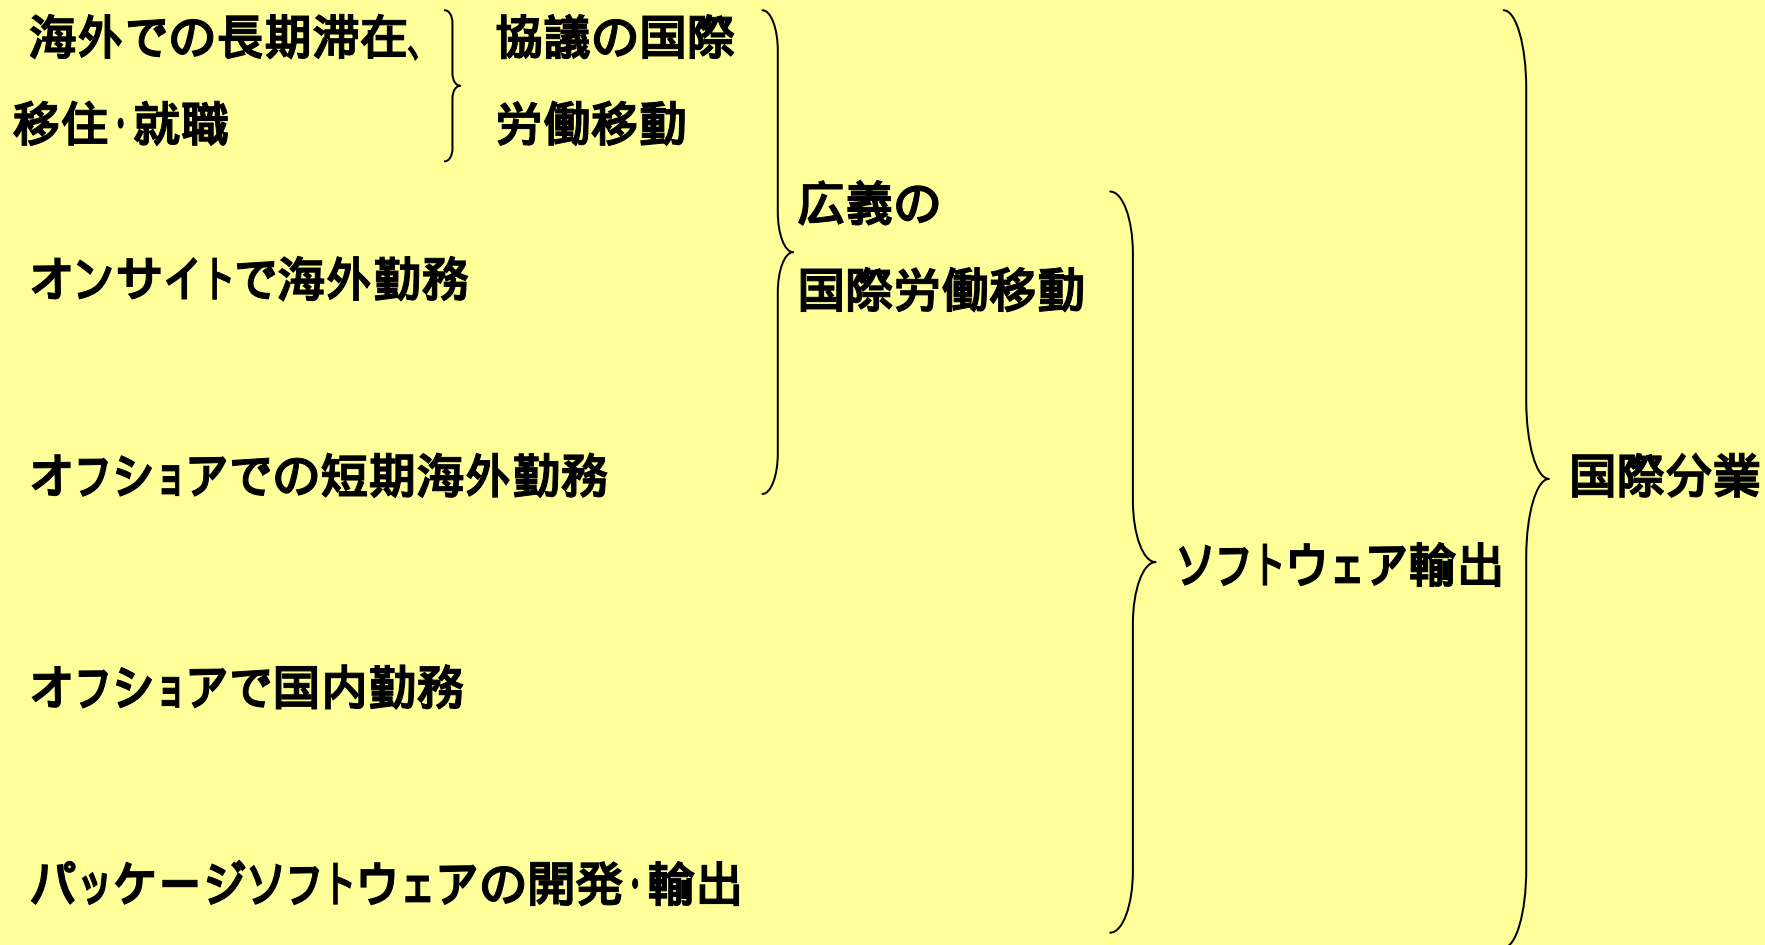 海外での長期滞在、
移住・就職
協議の国際
労働移動
広義の
国際労働移動
オンサイトで海外勤務
オフショアでの短期海外勤務
国際分業
ソフトウェア輸出
オフショアで国内勤務
パッケージソフトウェアの開発・輸出